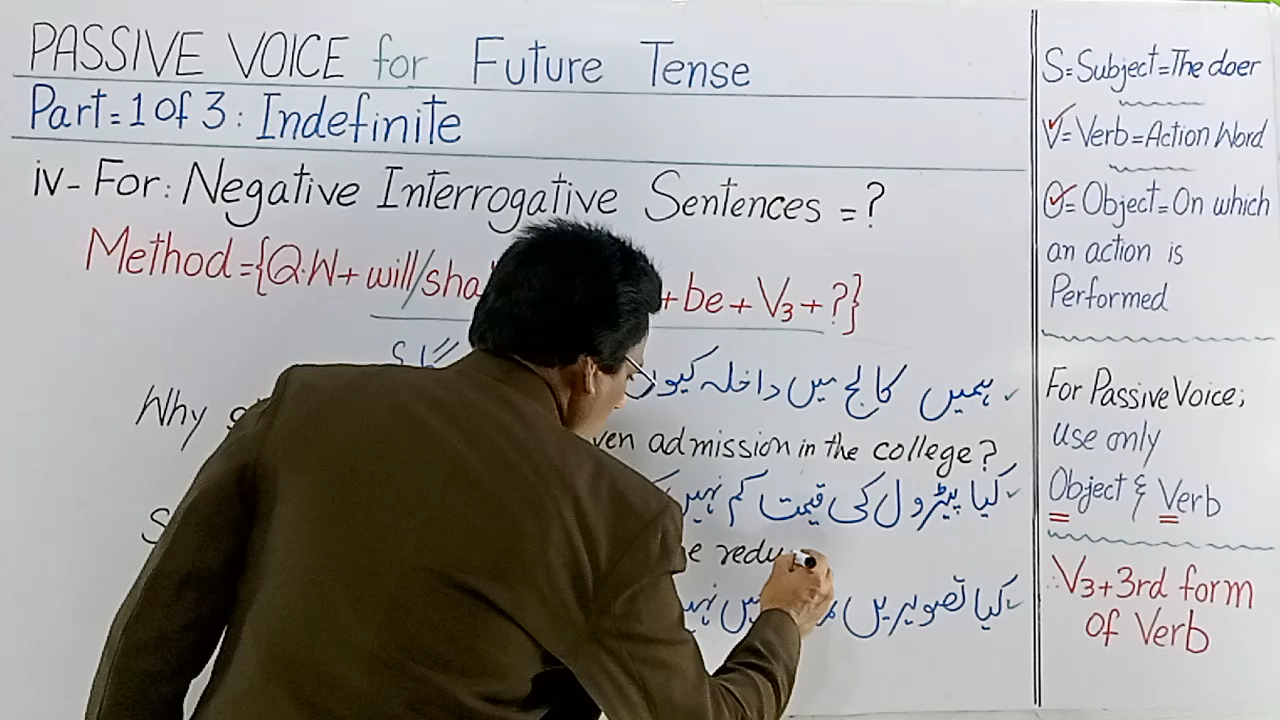 PASSIVE VOICE for Future Tense
Part=1 of 3: Indefinite
iv- For: Negative Interrogative Sentences =?
Method={Q.W+ will/sha +be+V3+?}
ہمیں کالج میں داخلہ کیوں گا؟
Why ven admission in the college?
کیا پیٹرول کی قیمت کم نہیں
S e redu
کیا تصویریں میں نہیں
S=Subject=The doer
V=Verb=Action Word
O=Object=On which
an action is
Performed
For Passive Voice;
use only
Object & Verb
∴V3+3rd form
of Verb